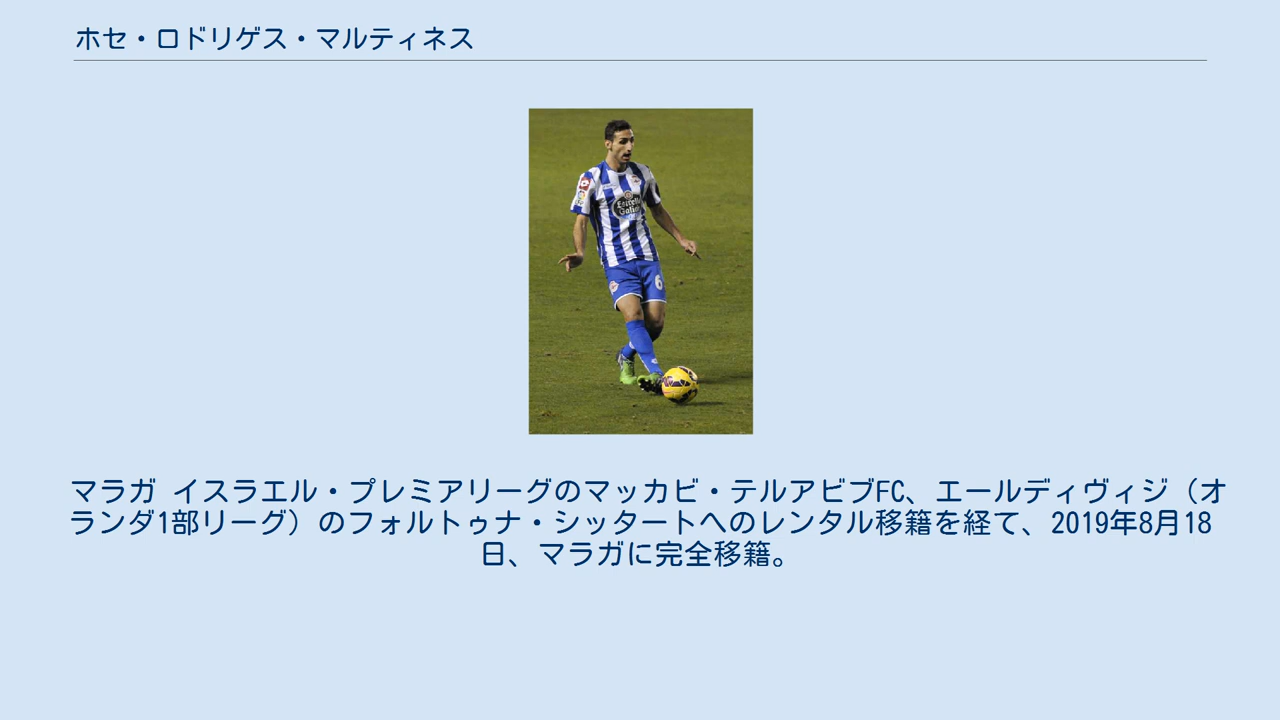 ホセ・ロドリゲス・マルティネス
Estrella
Galicia
6
マラガ イスラエル・プレミアリーグのマッカビ・テルアビブFC、エールディヴィジ（オ
ランダ1部リーグ）のフォルトゥナ・シッタートへのレンタル移籍を経て、2019年8月18
日、マラガに完全移籍。